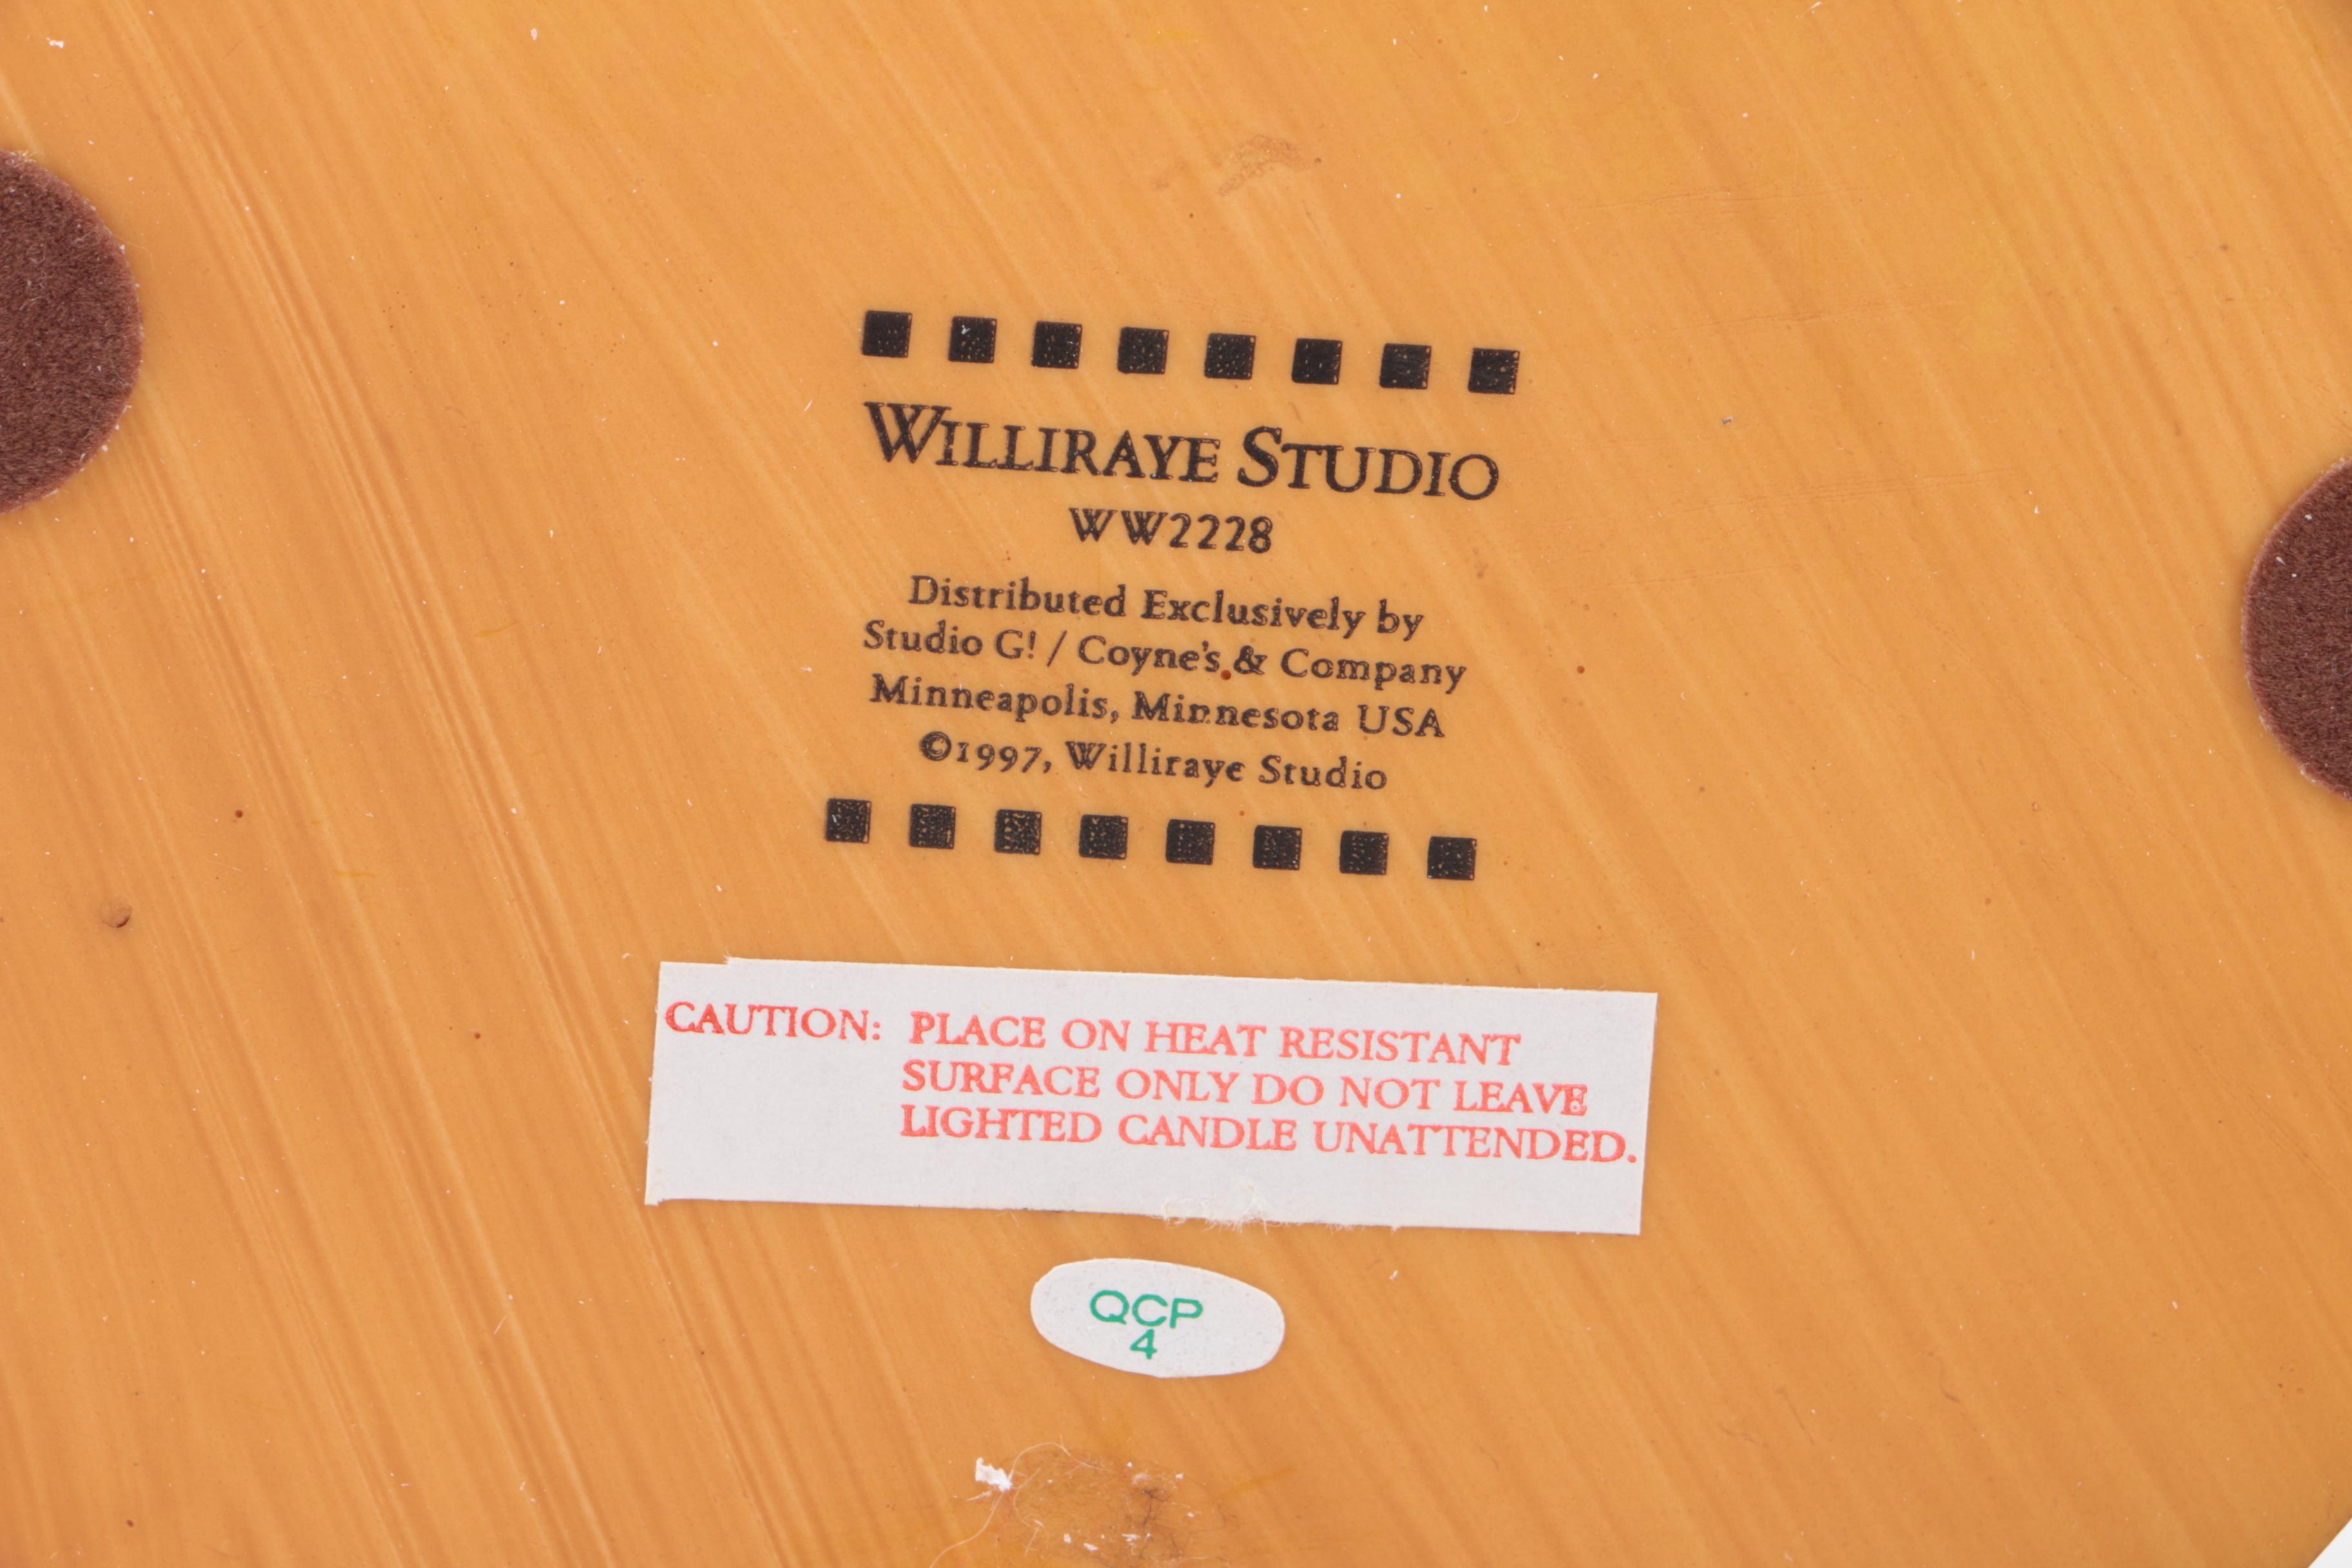 WILLIRAYE STUDIO
WW2228
Distributed Exclusively by
Studio G! / Coyne's & Company
Minneapolis, Minnesota USA
©1997, Williraye Studio
CAUTION: PLACE ON HEAT RESISTANT
SURFACE ONLY DO NOT LEAVE
LIGHTED CANDLE UNATTENDED.
QCP
4